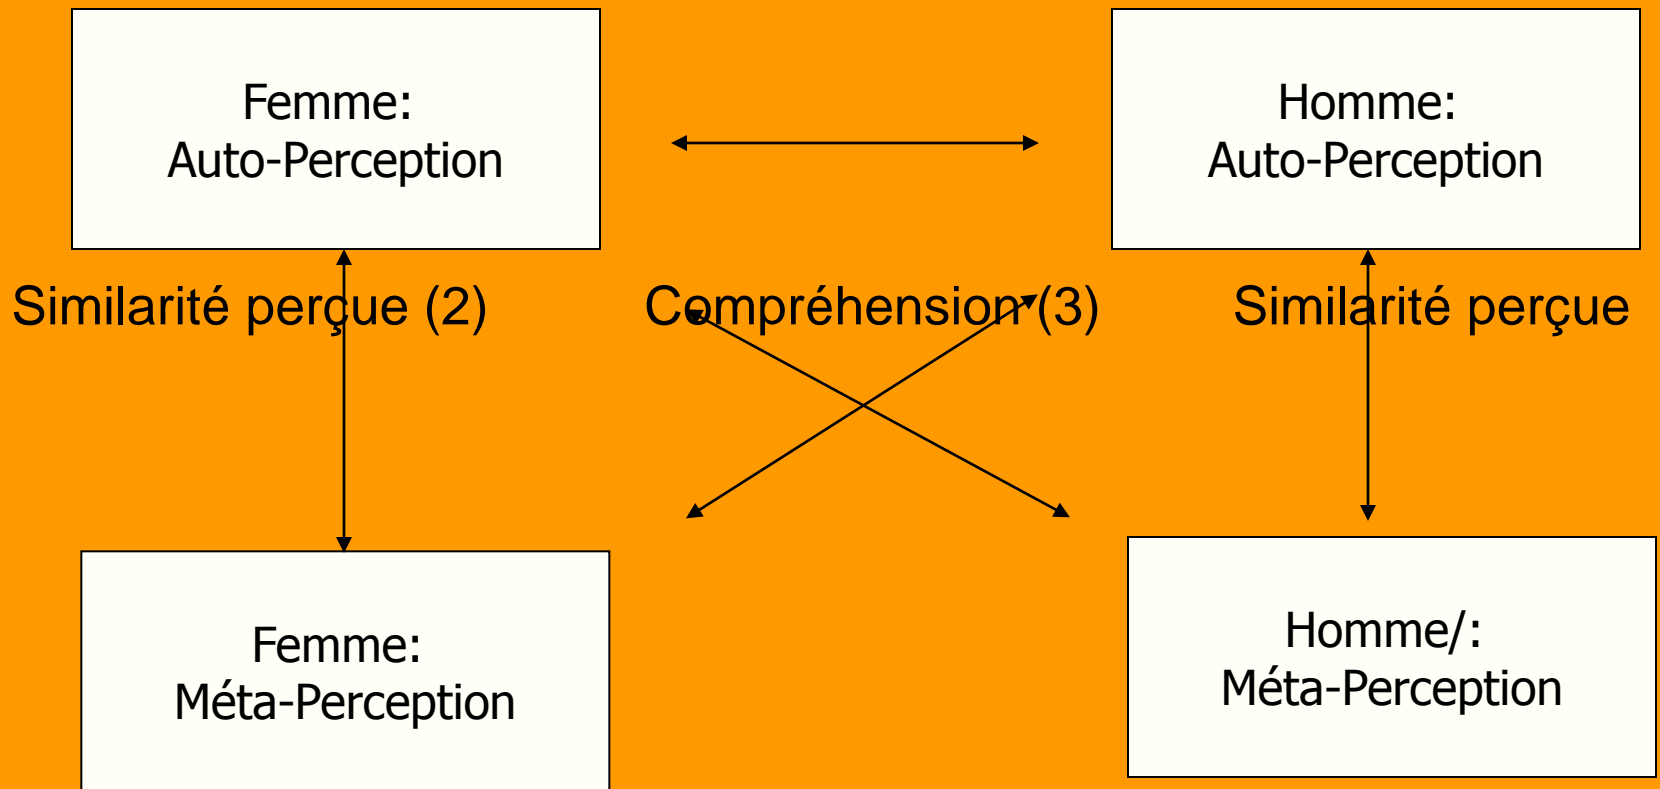 Femme:
Auto-Perception
Homme:
Auto-Perception
Similarité perçue (2)
Compréhension (3)
Similarité perçue
Femme:
Méta-Perception
Homme/:
Méta-Perception